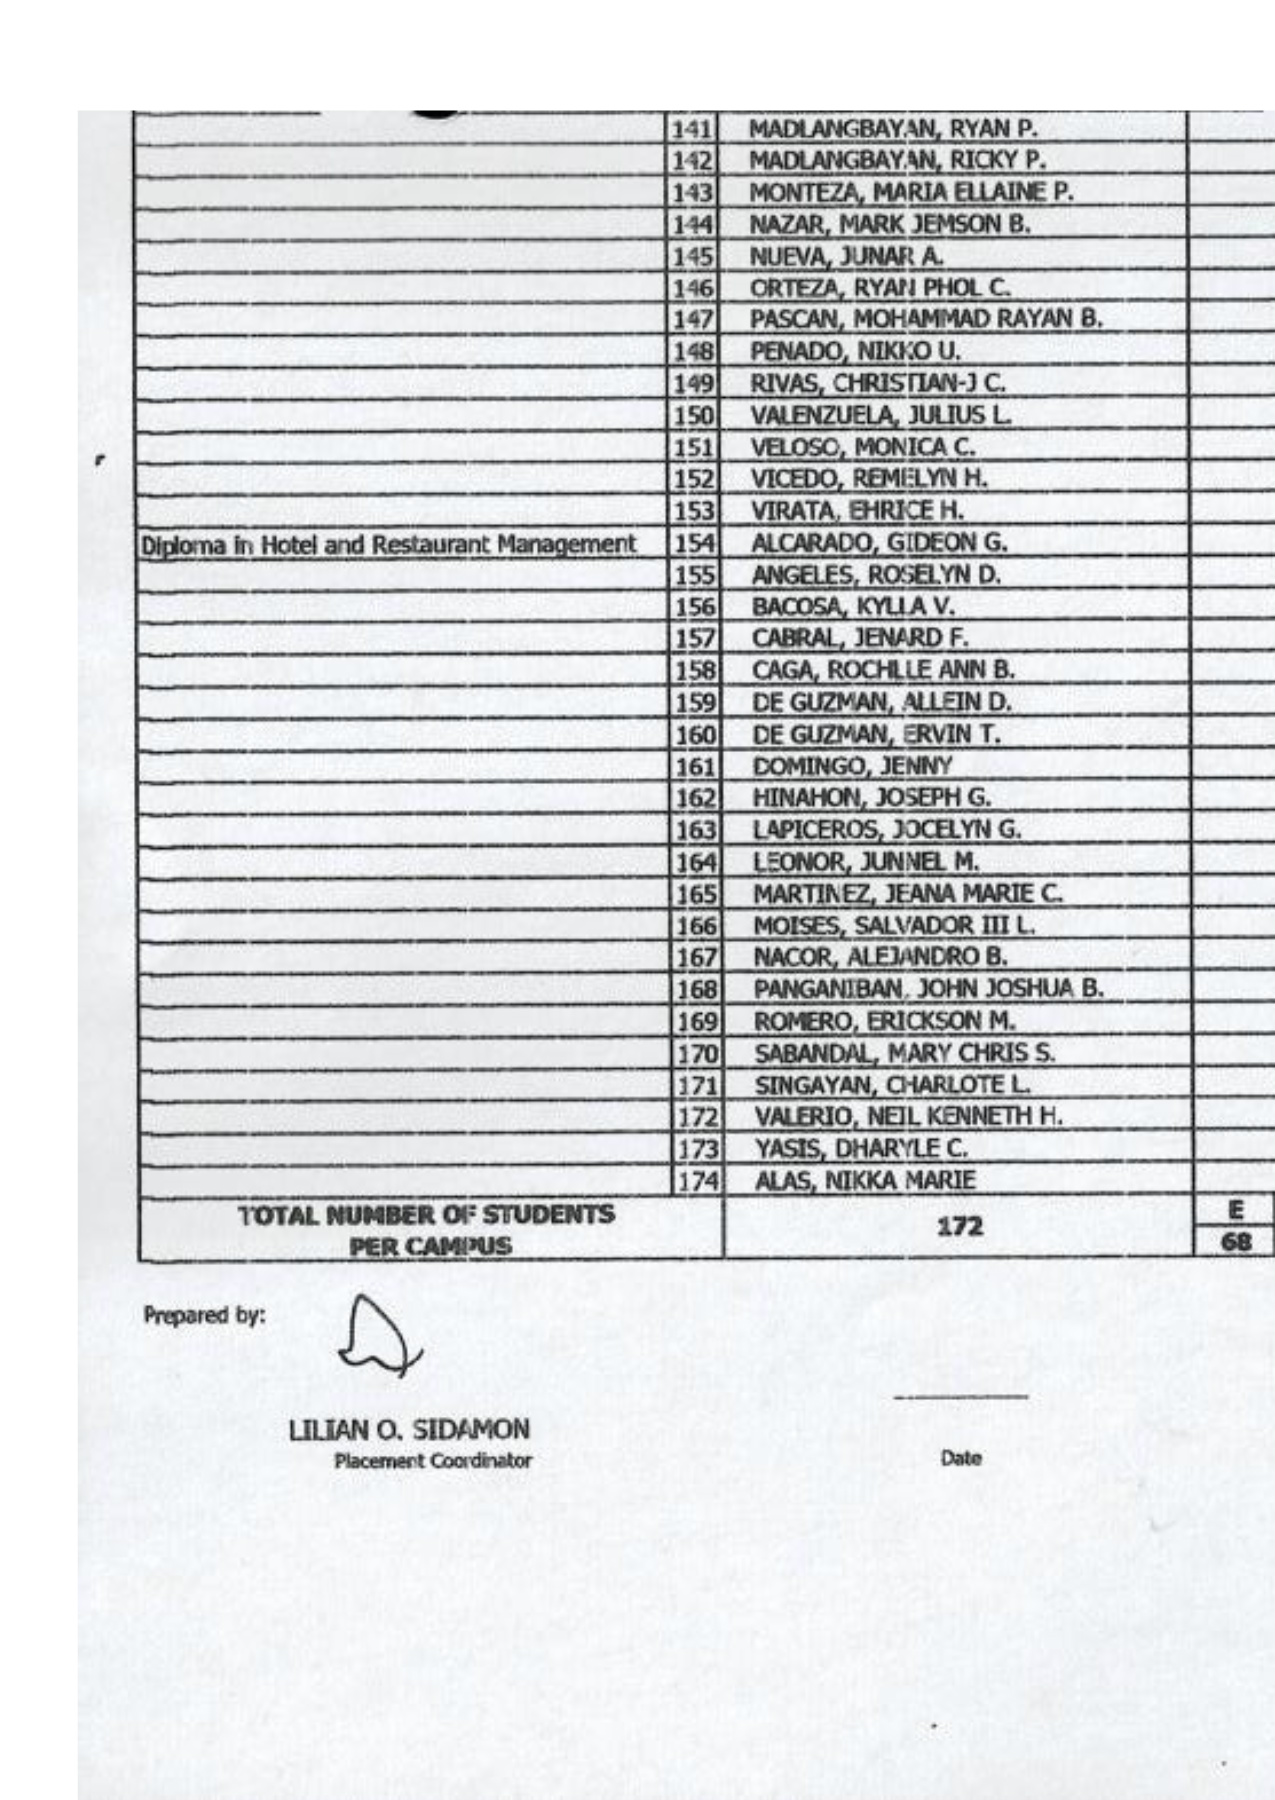 141 MADLANGBAYAN, RYAN P.
142 MADLANGBAYAN, RICKY P.
143 MONTEZA, MARIA ELLAINE P.
144 NAZAR, MARK JEMSON B.
145 NUEVA, JUNAR A.
146 ORTEZA, RYAN PHOL C.
147 PASCAN, MOHAMMAD RAYAN B.
148 PENADO, NIKKO U.
149 RIVAS, CHRISTIAN-J C.
150 VALENZUELA, JULIUS L.
151 VELOSO, MONICA C.
152 VICEDO, REMELYN H.
153 VIRATA, EHRICE H.
Diploma in Hotel and Restaurant Management 154 ALCARADO, GIDEON G.
155 ANGELES, ROSELYN D.
156 BACOSA, KYLLA V.
157 CABRAL, JENARD F.
158 CAGA, ROCHLLE ANN B.
159 DE GUZMAN, ALLEIN D.
160 DE GUZMAN, ERVIN T.
161 DOMINGO, JENNY
162 HINAHON, JOSEPH G.
163 LAPICEROS, JOCELYN G.
164 LEONOR, JUNNEL M.
165 MARTINEZ, JEANA MARIE C.
166 MOISES, SALVADOR III L.
167 NACOR, ALEJANDRO B.
168 PANGANIBAN, JOHN JOSHUA B.
169 ROMERO, ERICKSON M.
170 SABANDAL, MARY CHRIS S.
171 SINGAYAN, CHARLOTE L.
172 VALERIO, NEIL KENNETH H.
173 YASIS, DHARYLE C.
174 ALAS, NIKKA MARIE
TOTAL NUMBER OF STUDENTS
PER CAMPUS
172
E
68
Prepared by:
LILIAN O. SIDAMON
Placement Coordinator
Date